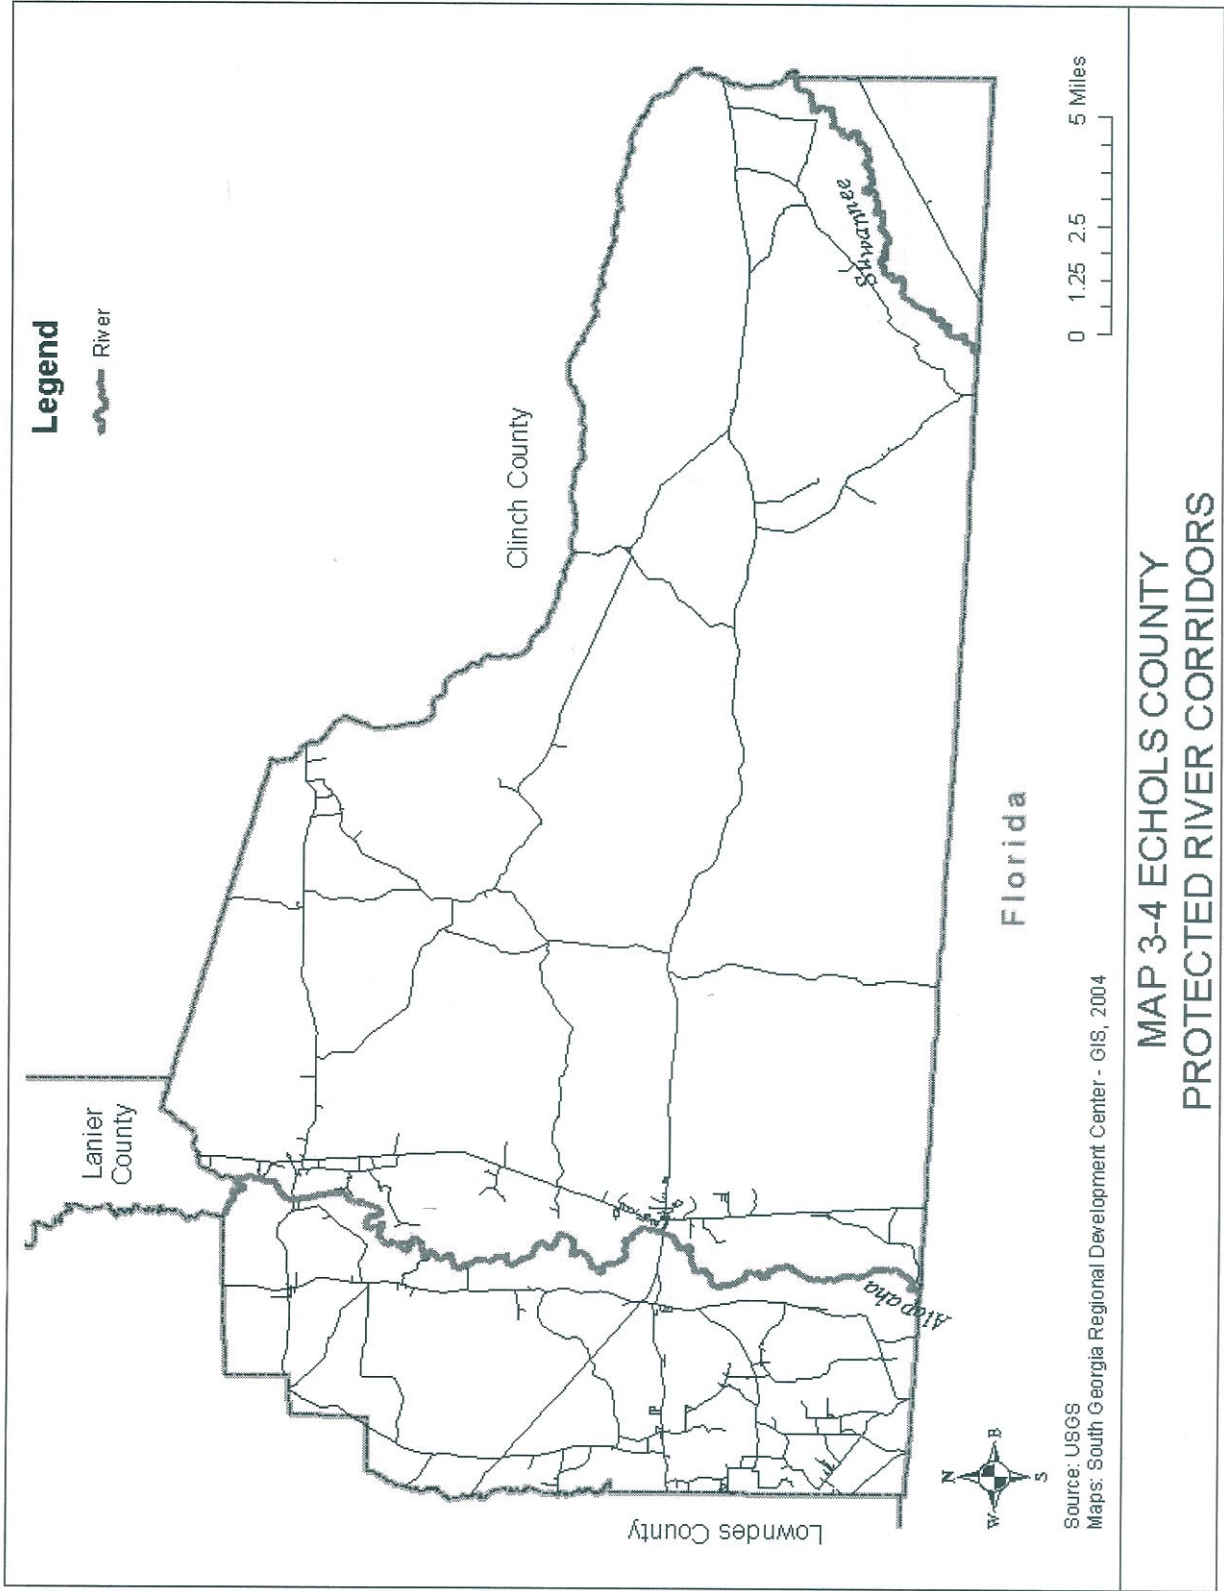 Legend
River
Lanier
County
Clinch County
Suwannee
Alapaha
Lowndes County
Florida
0 1.25 2.5 5 Miles
N
W
E
S
Source: USGS
Maps: South Georgia Regional Development Center - GIS, 2004
MAP 3-4 ECHOLS COUNTY
PROTECTED RIVER CORRIDORS